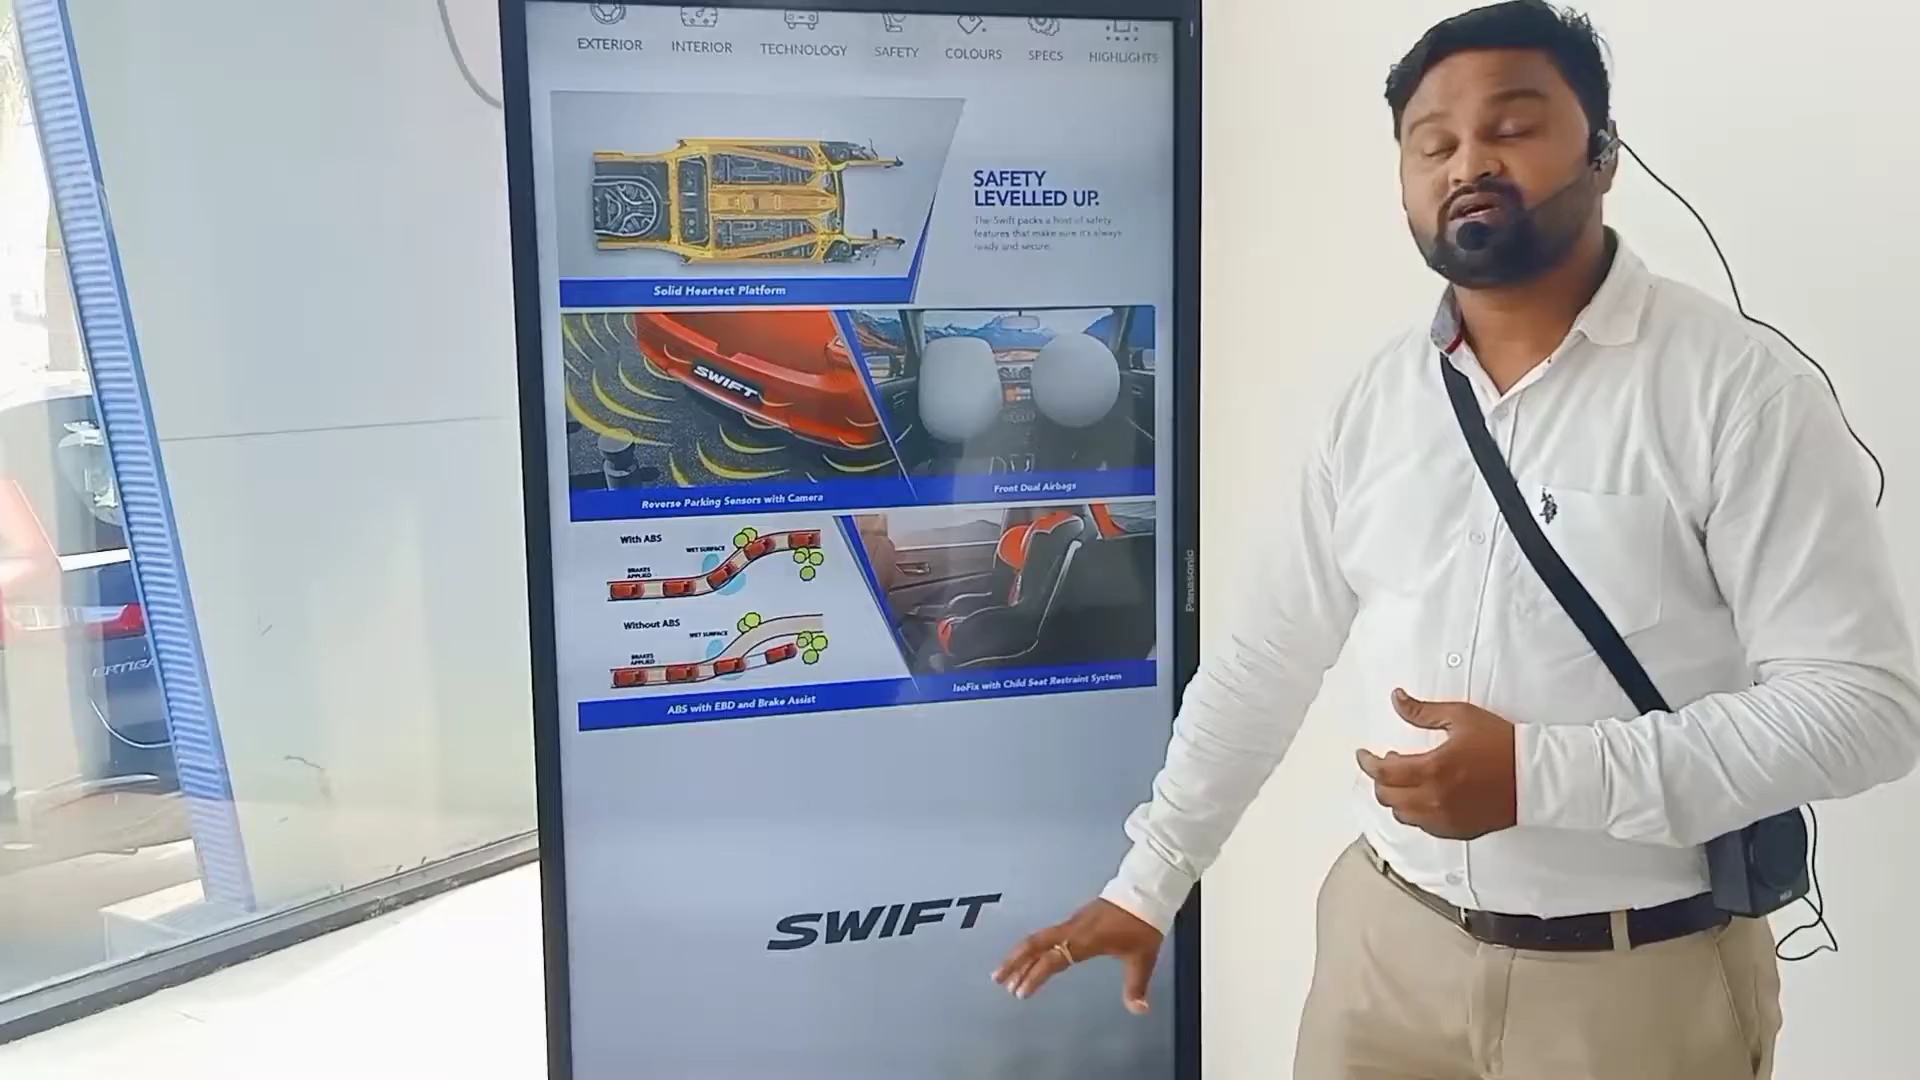 EXTERIOR
INTERIOR
TECHNOLOGY
SAFETY
COLOURS
SPECS
HIGHLIGHTS
SAFETY
LEVELLED UP.
The Swift packs a host of safety
features that make sure it's always
ready and secure.
Solid Heartect Platform
SWIFT
Reverse Parking Sensors with Camera
Front Dual Airbags
With ABS
WET SURFACE
BRAKES
APPLIED
Without ABS
WET SURFACE
BRAKES
APPLIED
ABS with EBD and Brake Assist
IsoFix with Child Seat Restraint System
SWIFT
Panasonic
ERTIGA